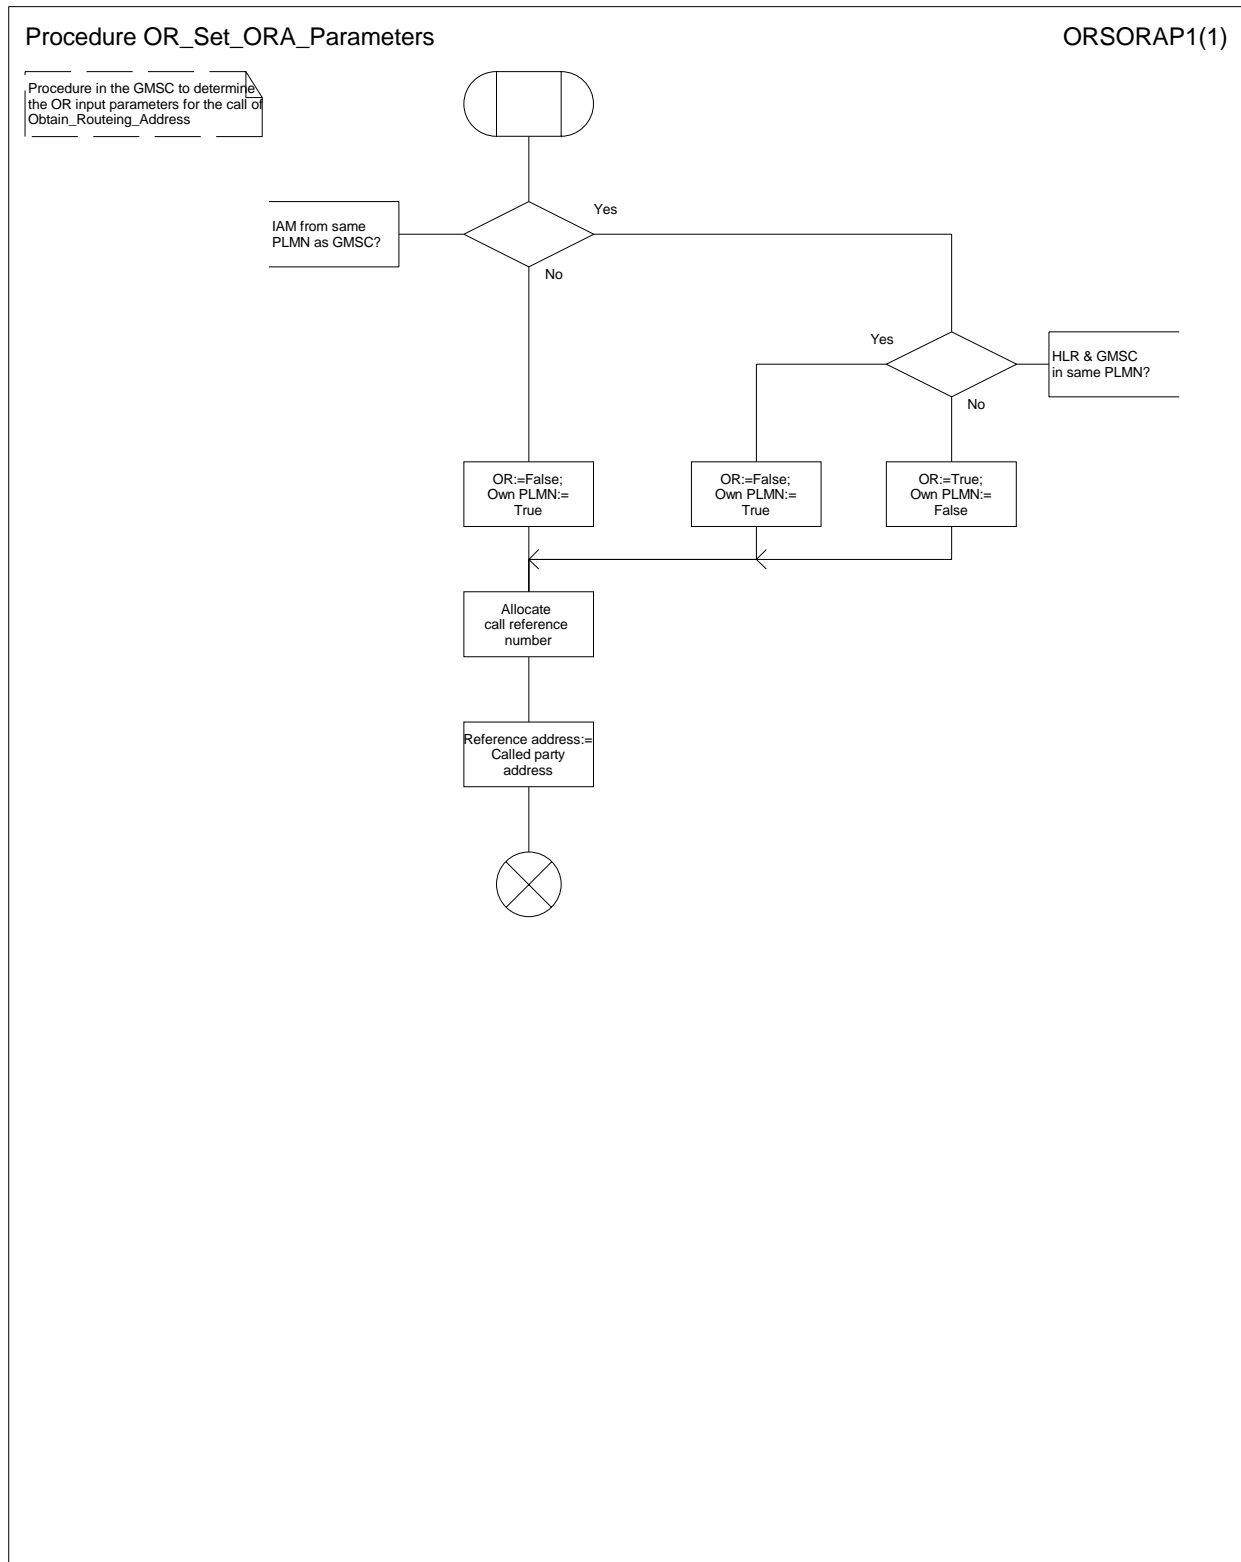 Procedure OR_Set_ORA_Parameters
ORSORAP1(1)
Procedure in the GMSC to determine
the OR input parameters for the call of
Obtain_Routeing_Address
IAM from same
PLMN as GMSC?
Yes
No
Yes
HLR & GMSC
in same PLMN?
No
OR:=False;
Own PLMN:=
True
OR:=False;
Own PLMN:=
True
OR:=True;
Own PLMN:=
False
Allocate
call reference
number
Reference address:=
Called party
address